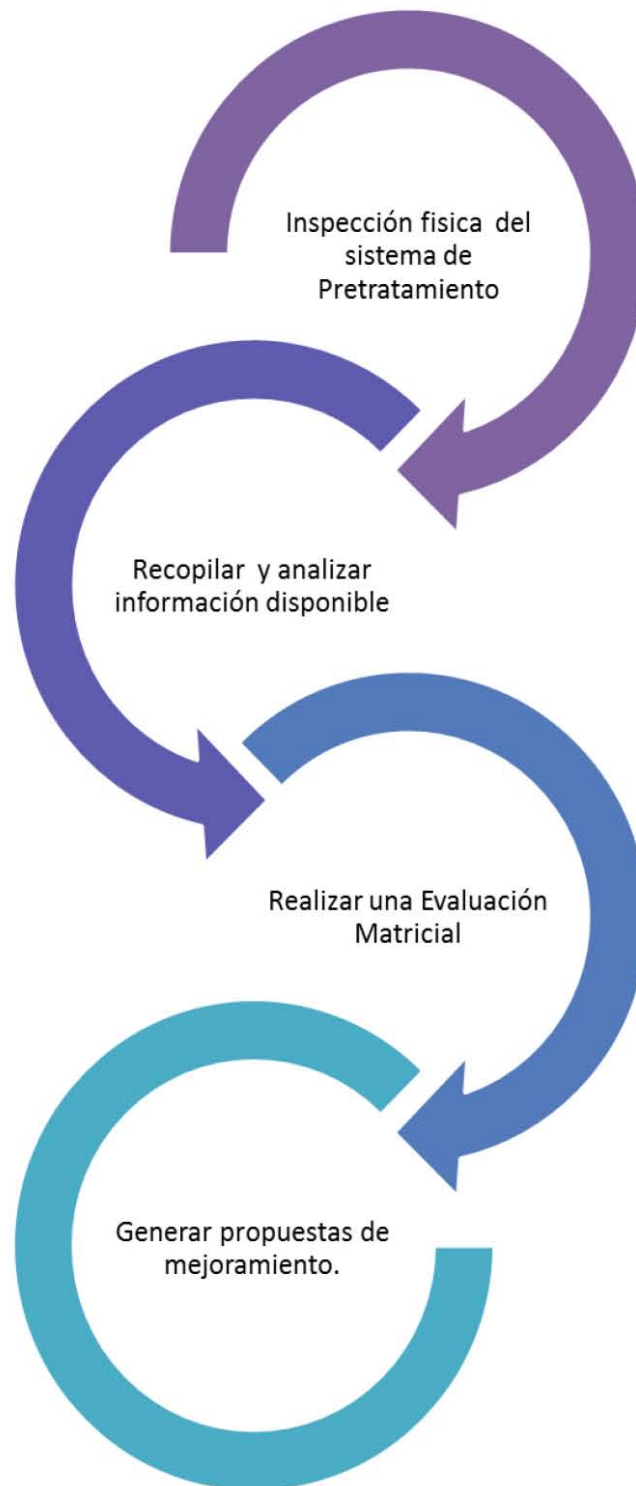 Inspección fisica del
sistema de
Pretratamiento
Recopilar y analizar
información disponible
Realizar una Evaluación
Matricial
Generar propuestas de
mejoramiento.